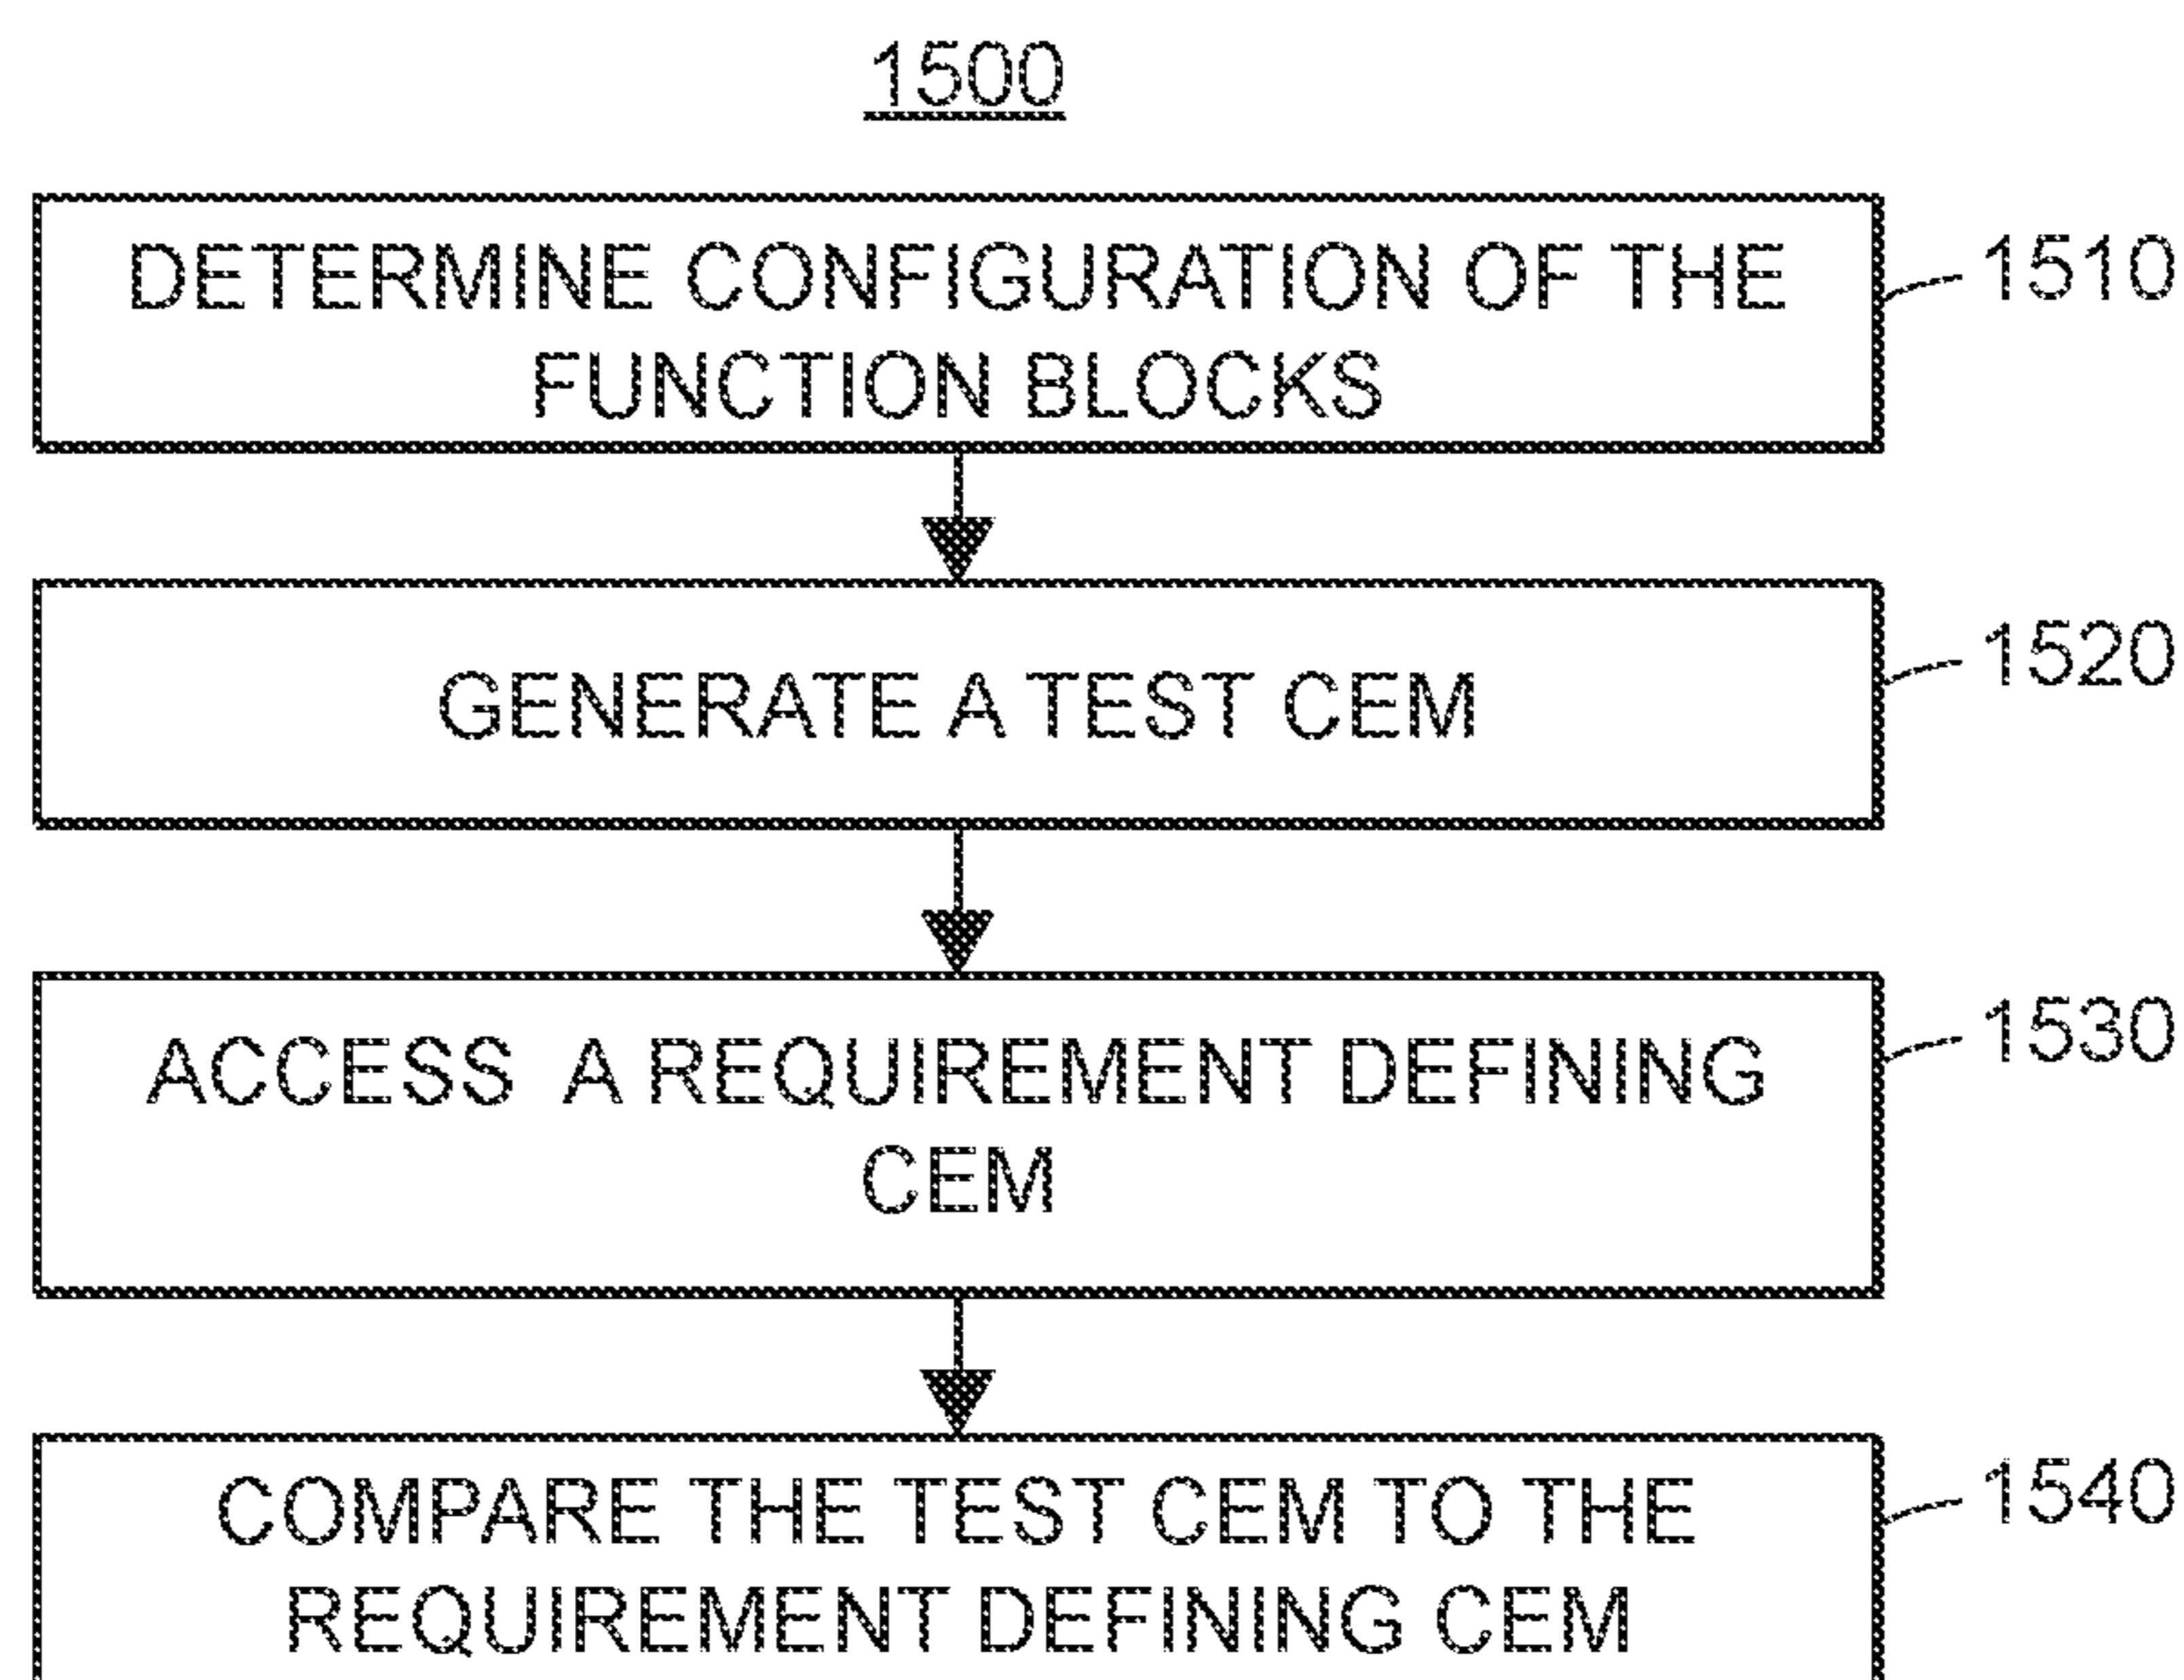 1500
DETERMINE CONFIGURATION OF THE
FUNCTION BLOCKS
1510
GENERATE A TEST CEM
1520
ACCESS A REQUIREMENT DEFINING
CEM
1530
COMPARE THE TEST CEM TO THE
REQUIREMENT DEFINING CEM
1540